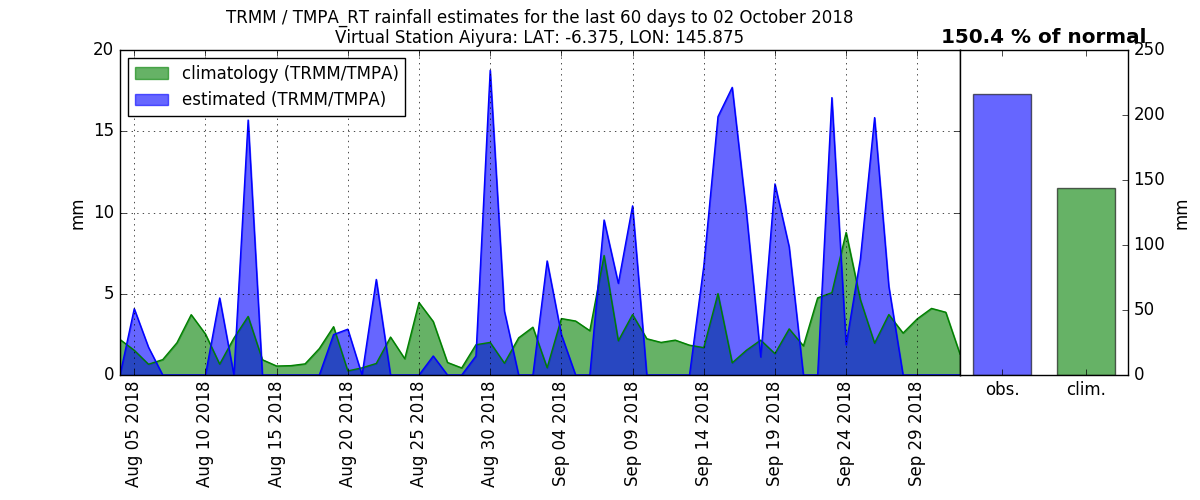 TRMM / TMPA_RT rainfall estimates for the last 60 days to 02 October 2018
Virtual Station Aiyura: LAT: -6.375, LON: 145.875
150.4 % of normal
climatology (TRMM/TMPA)
estimated (TRMM/TMPA)
20
15
10
5
0
mm
250
200
150
100
50
0
mm
Aug 05 2018
Aug 10 2018
Aug 15 2018
Aug 20 2018
Aug 25 2018
Aug 30 2018
Sep 04 2018
Sep 09 2018
Sep 14 2018
Sep 19 2018
Sep 24 2018
Sep 29 2018
obs.
clim.